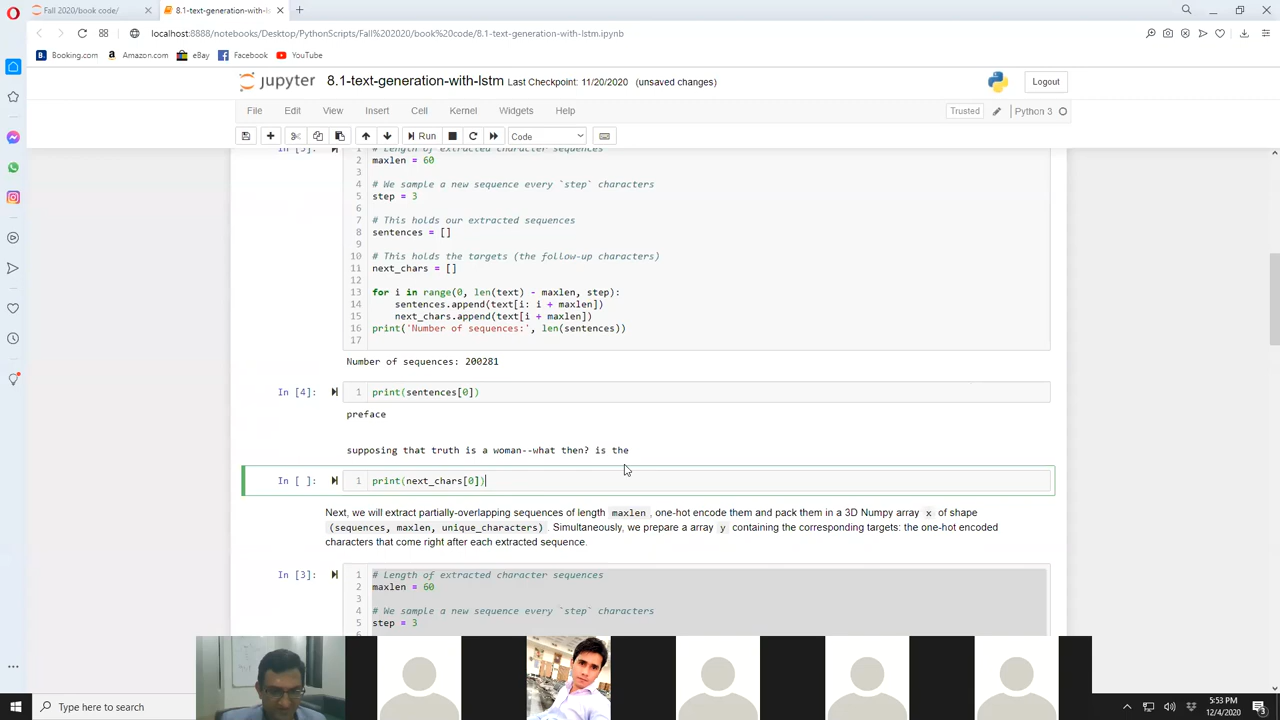 Fall 2020/book code/
8.1-text-generation-with-lstm
localhost:8888/notebooks/Desktop/PythonScripts/Fall%202020/book%20code/8.1-text-generation-with-lstm.ipynb
Booking.com Amazon.com eBay Facebook YouTube
jupyter 8.1-text-generation-with-lstm Last Checkpoint: 11/20/2020 (unsaved changes) Logout
File Edit View Insert Cell Kernel Widgets Help Trusted Python 3
Run Code
In [3]: 1 # Length of extracted character sequences
2 maxlen = 60
3
4 # We sample a new sequence every `step` characters
5 step = 3
6
7 # This holds our extracted sequences
8 sentences = []
9
10 # This holds the targets (the follow-up characters)
11 next_chars = []
12
13 for i in range(0, len(text) - maxlen, step):
14 sentences.append(text[i: i + maxlen])
15 next_chars.append(text[i + maxlen])
16 print('Number of sequences:', len(sentences))
17
Number of sequences: 200281
In [4]: 1 print(sentences[0])
preface
supposing that truth is a woman--what then? is the
In [ ]: 1 print(next_chars[0])
Next, we will extract partially-overlapping sequences of length maxlen, one-hot encode them and pack them in a 3D Numpy array x of shape
(sequences, maxlen, unique_characters). Simultaneously, we prepare a array y containing the corresponding targets: the one-hot encoded
characters that come right after each extracted sequence.
In [3]: 1 # Length of extracted character sequences
2 maxlen = 60
3
4 # We sample a new sequence every `step` characters
5 step = 3
Type here to search
5:53 PM
12/4/2020
3